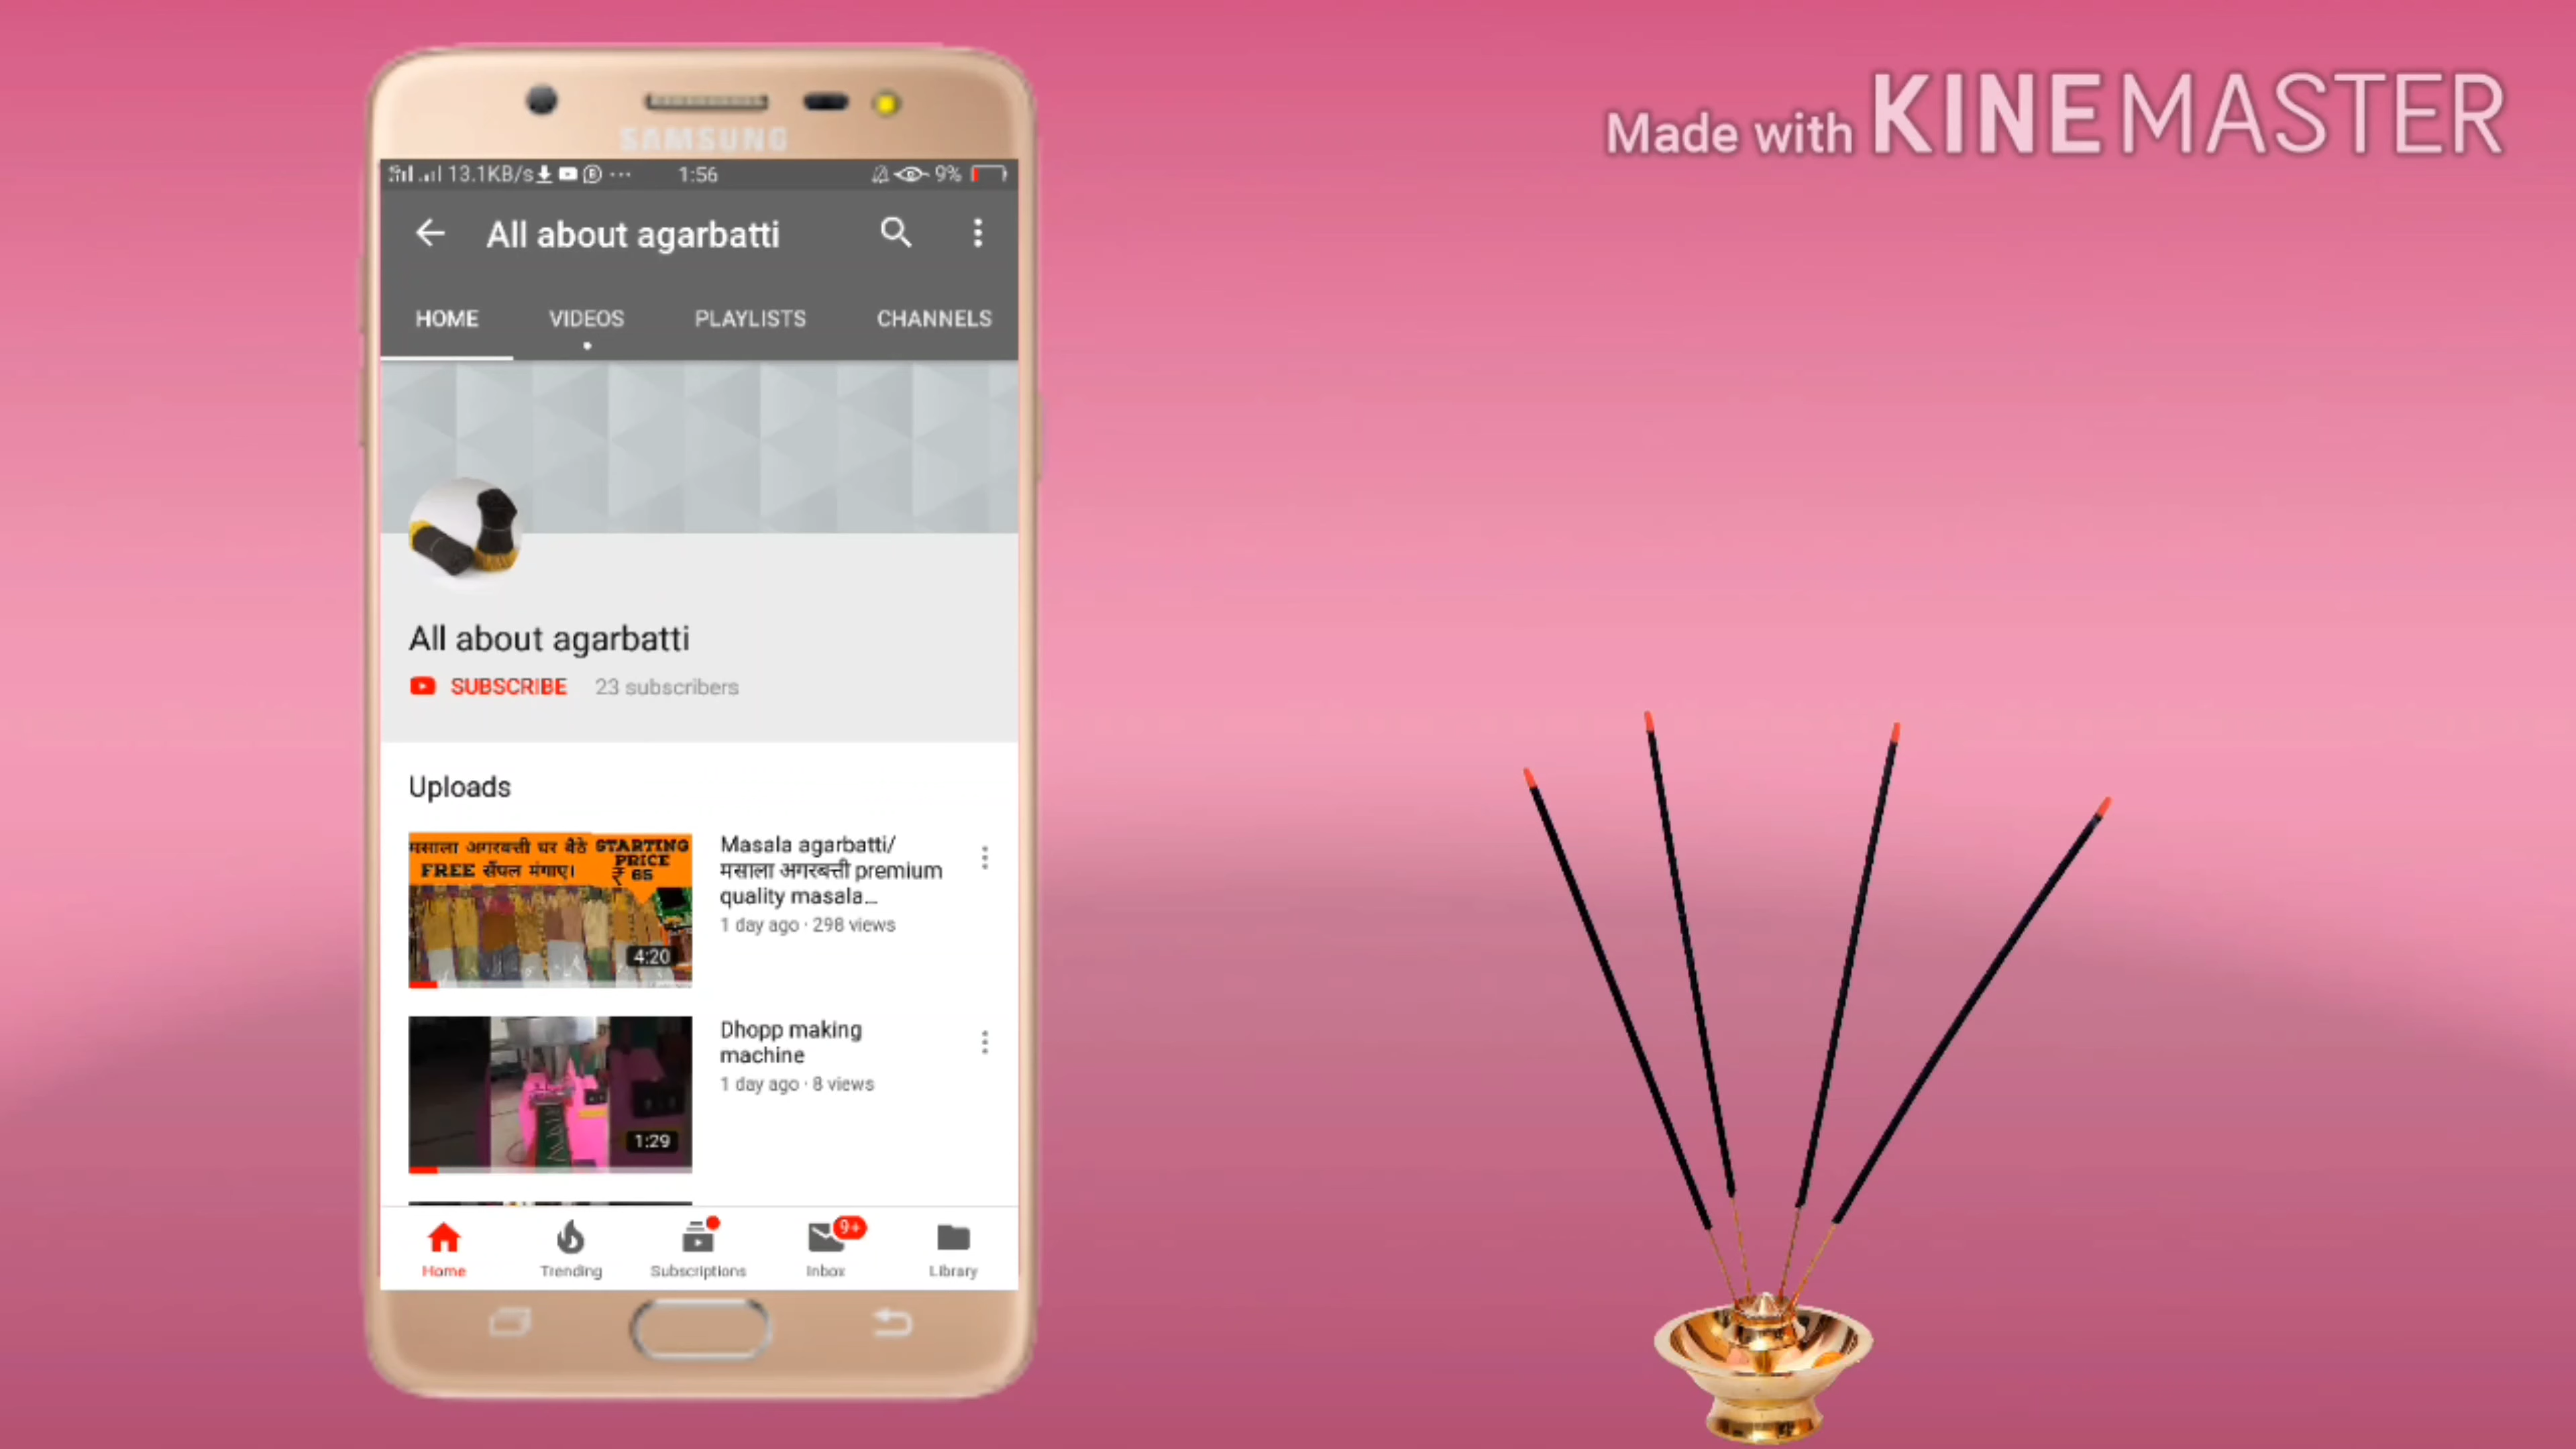 Made with KINEMASTER
SAMSUNG
13.1KB/s 1:56 9%
All about agarbatti
HOME VIDEOS PLAYLISTS CHANNELS
All about agarbatti
SUBSCRIBE 23 subscribers
Uploads
मसाला अगरबत्ती घर बैठे STARTING
PRICE
FREE सैंपल मंगाए। ₹ 65
4:20
Masala agarbatti/
मसाला अगरबत्ती premium
quality masala...
1 day ago · 298 views
1:29
Dhopp making
machine
1 day ago · 8 views
9+
Home Trending Subscriptions Inbox Library